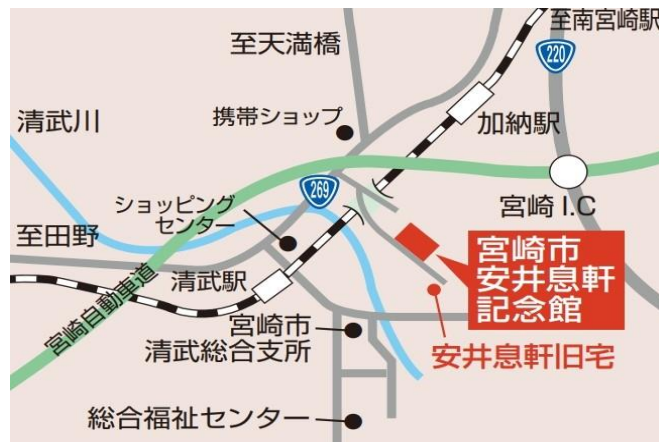 至南宮崎駅
至天満橋
220
清武川
携帯ショップ
加納駅
269
宮崎I.C
ショッピング
センター
至田野
清武駅
宮崎自動車道
宮崎市
安井息軒
記念館
宮崎市
清武総合支所
安井息軒旧宅
総合福祉センター